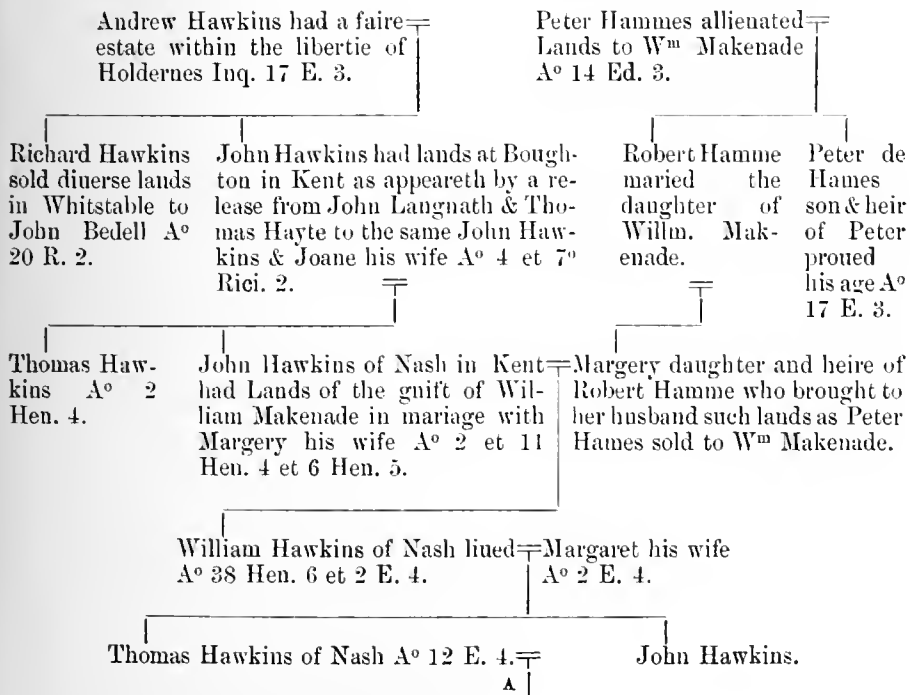 Andrew Hawkins had a faire
estate within the libertie of
Holdernes Inq. 17 E. 3.
Peter Hammes allienated
Lands to Wm Makenade
Ao 14 Ed. 3.
Richard Hawkins
sold diuerse lands
in Whitstable to
John Bedell Ao
20 R. 2.
John Hawkins had lands at Bough-
ton in Kent as appeareth by a re-
lease from John Langnath & Tho-
mas Hayte to the same John Haw-
kins & Joane his wife Ao 4 et 7o
Rici. 2.
Robert Hamme
maried the
daughter of
Willm. Mak-
enade.
Peter de
Hames
son & heir
of Peter
proued
his age Ao
17 E. 3.
Thomas Haw-
kins Ao 2
Hen. 4.
John Hawkins of Nash in Kent
had Lands of the guift of Wil-
liam Makenade in mariage with
Margery his wife Ao 2 et 11
Hen. 4 et 6 Hen. 5.
Margery daughter and heire of
Robert Hamme who brought to
her husband such lands as Peter
Hames sold to Wm Makenade.
William Hawkins of Nash liued
Ao 38 Hen. 6 et 2 E. 4.
Margaret his wife
Ao 2 E. 4.
Thomas Hawkins of Nash Ao 12 E. 4.
John Hawkins.
A